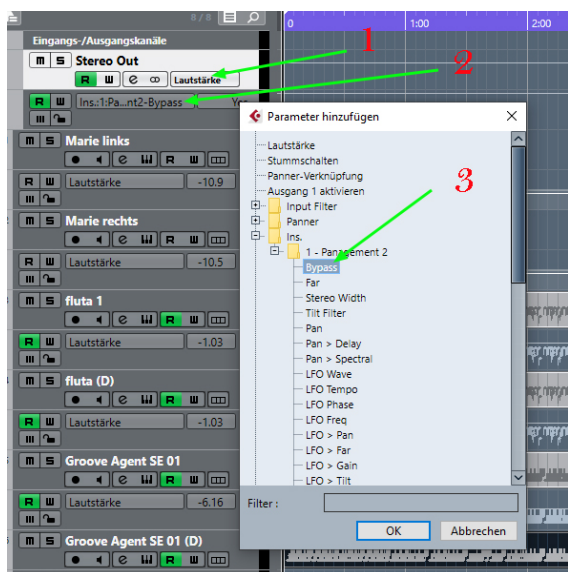 8 / 8
0 1:00 2:00
Eingangs-/Ausgangskanäle
m S Stereo Out
R W e Lautstärke
1
R W Ins.:1:Pa...nt2-Bypass
2
m S Marie links
e R W
R W Lautstärke -10.9
m S Marie rechts
e R W
R W Lautstärke -10.5
m S fluta 1
e R W
R W Lautstärke -1.03
m S fluta (D)
e R W
R W Lautstärke -1.03
m S Groove Agent SE 01
e R W
R W Lautstärke -6.16
m S Groove Agent SE 01 (D)
e R W
Parameter hinzufügen
Lautstärke
Stummschalten
Panner-Verknüpfung
Ausgang 1 aktivieren
Input Filter
Panner
Ins.
3
1 - Panagement 2
Bypass
Far
Stereo Width
Tilt Filter
Pan
Pan > Delay
Pan > Spectral
LFO Wave
LFO Tempo
LFO Phase
LFO Freq
LFO > Pan
LFO > Far
LFO > Gain
LFO > Tilt
Filter :
OK Abbrechen